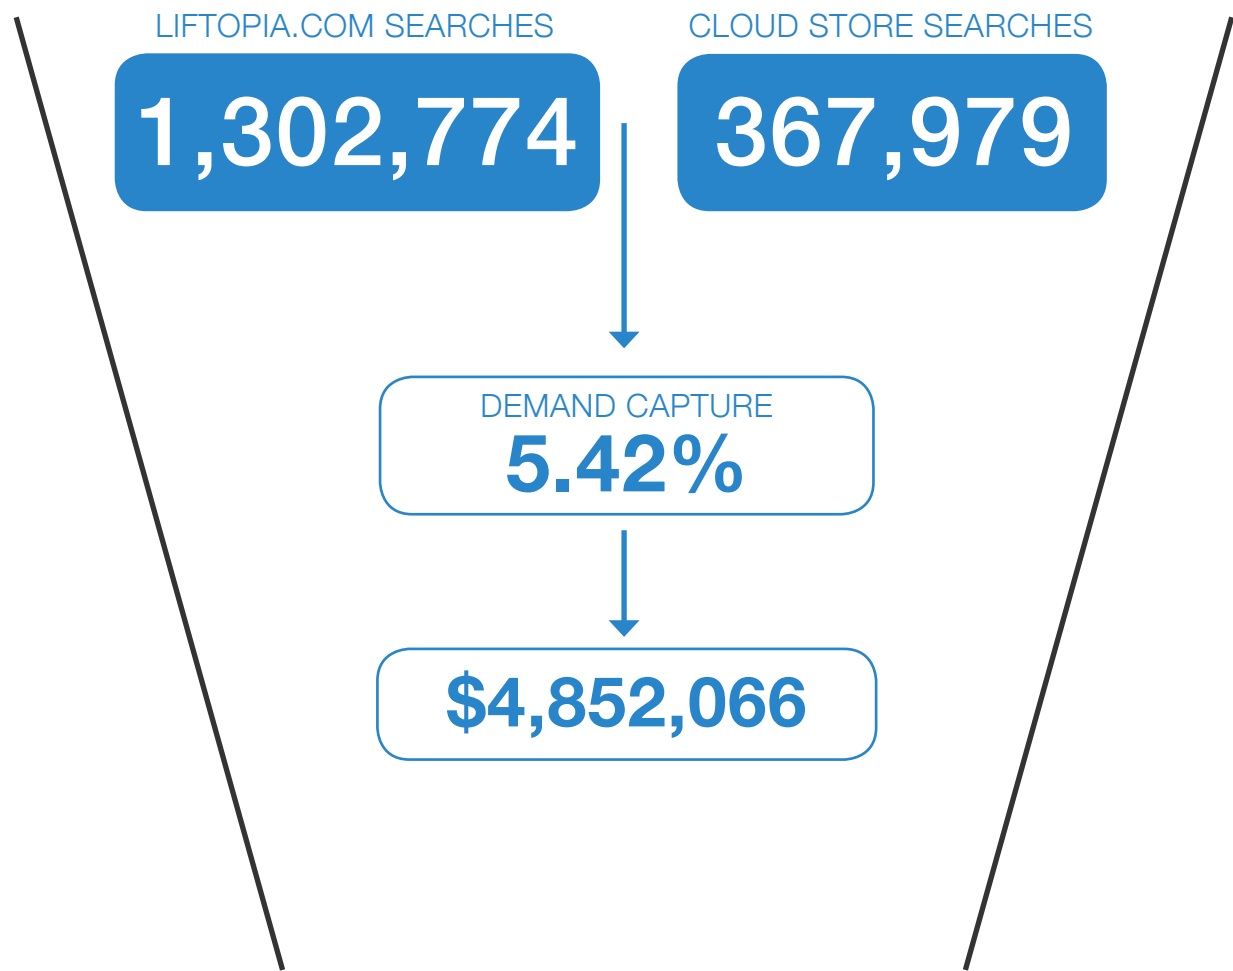 LIFTOPIA.COM SEARCHES
1,302,774
CLOUD STORE SEARCHES
367,979
DEMAND CAPTURE
5.42%
$4,852,066